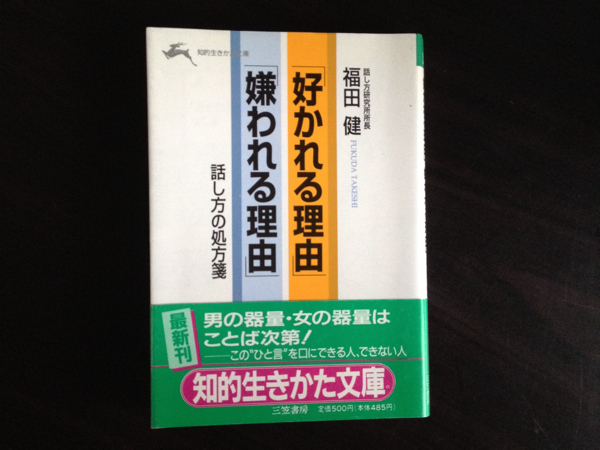 知的生きかた文庫
話し方研究所所長
福田 健
FUKUDA TAKESHI
「好かれる理由」
「嫌われる理由」
話し方の処方箋
最新刊
男の器量・女の器量は
ことば次第!
──この“ひと言”を口にできる人、できない人
知的生きかた文庫
三笠書房 定価500円(本体485円)